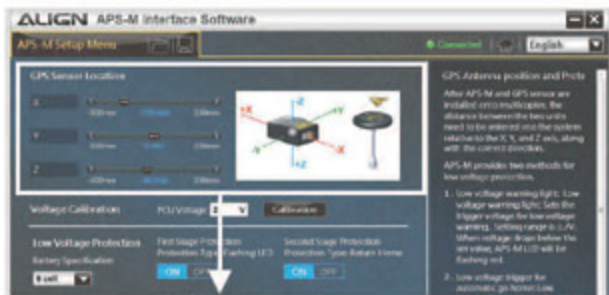 ALIGN APS-M Interface Software
APS-M Setup Menu
Connected
English
GPS Sensor Location
X
Y
Z
+X
-Z
+Y
-Y
-X
+Z
Voltage Calibration
PCU Voltage
V
Calibration
Low Voltage Protection
Battery Specification
First Stage Protection
Protection Type: Flashing LED
ON OFF
Second Stage Protection
Protection Type: Return Home
ON OFF
GPS Antenna position and Prote
After APS-M and GPS sensor are
installed onto multicopter, the
distance between the two units
need to be entered into the system
relative to the X, Y, and Z axis, along
with the correct direction.
APS-M provides two methods for
low voltage protection.
1. Low voltage warning light: Low
voltage warning light; Sets the
trigger voltage for low voltage
warning. Setting range is
When voltage drops below the
set value, APS-M LED will be
flashing red.
2. Low voltage trigger for
automatic go home: Low